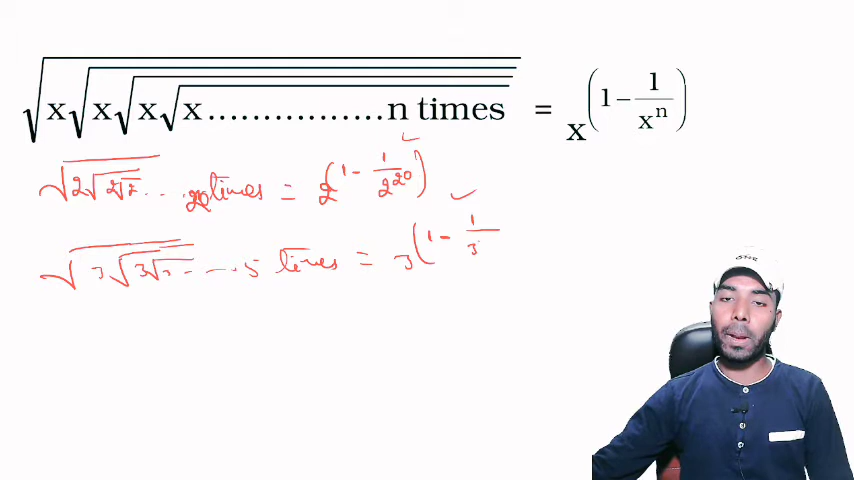 √x√x√x√x................n times = x^(1 - 1/x^n)
√2√2√2 .. 20 times = 2^(1 - 1/2^20)
√3√3√3 ... 5 times = 3^(1 - 1/3